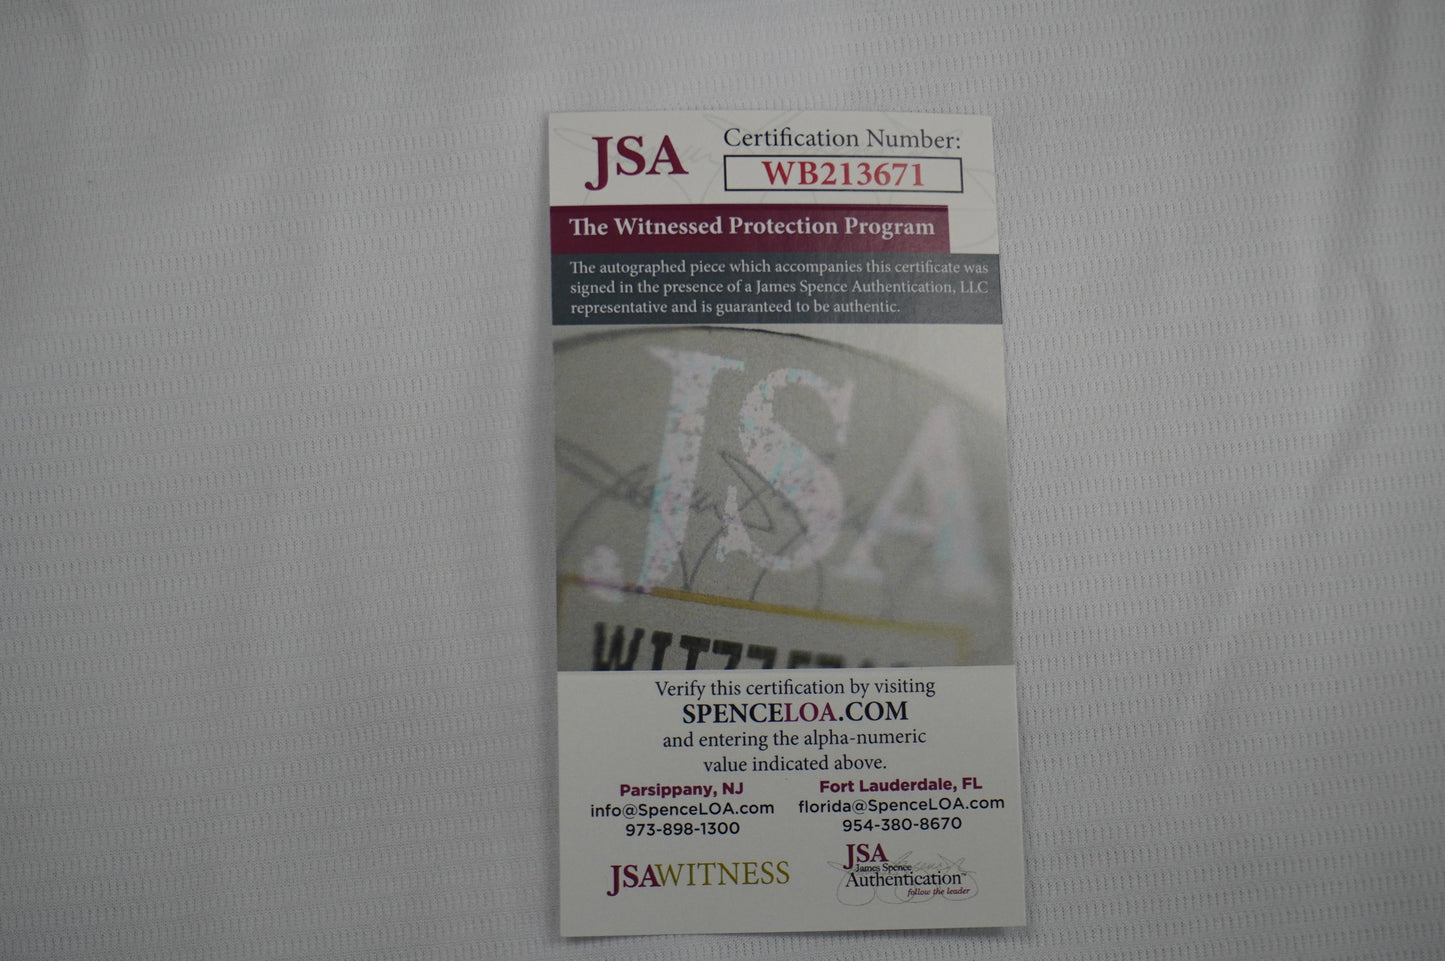 JSA
Certification Number:
WB213671
The Witnessed Protection Program
The autographed piece which accompanies this certificate was
signed in the presence of a James Spence Authentication, LLC
representative and is guaranteed to be authentic.
JSA
Verify this certification by visiting
SPENCELOA.COM
and entering the alpha-numeric
value indicated above.
Parsippany, NJ
info@SpenceLOA.com
973-898-1300
Fort Lauderdale, FL
florida@SpenceLOA.com
954-380-8670
JSAWITNESS
JSA
James Spence
Authentication™
follow the leader